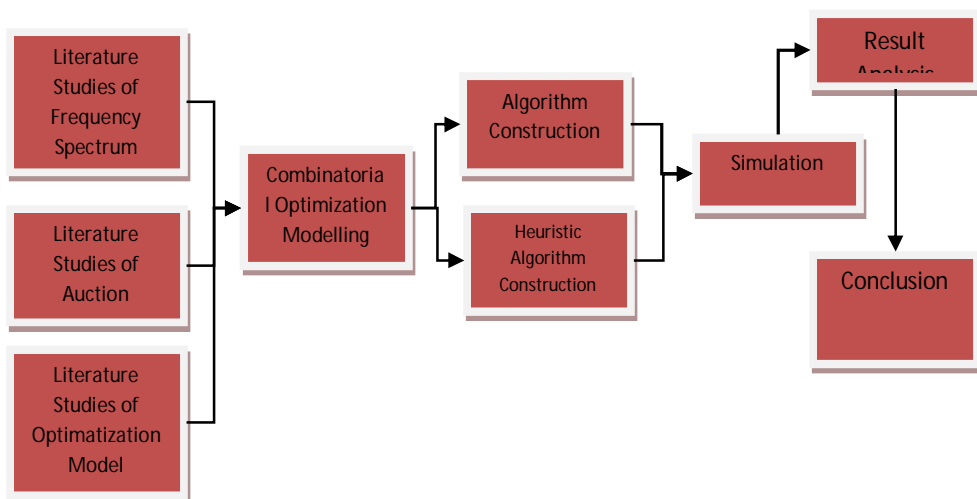 Literature
Studies of
Frequency
Spectrum
Literature
Studies of
Auction
Literature
Studies of
Optimatization
Model
Combinatoria
l Optimization
Modelling
Algorithm
Construction
Heuristic
Algorithm
Construction
Simulation
Result
Analysis
Conclusion